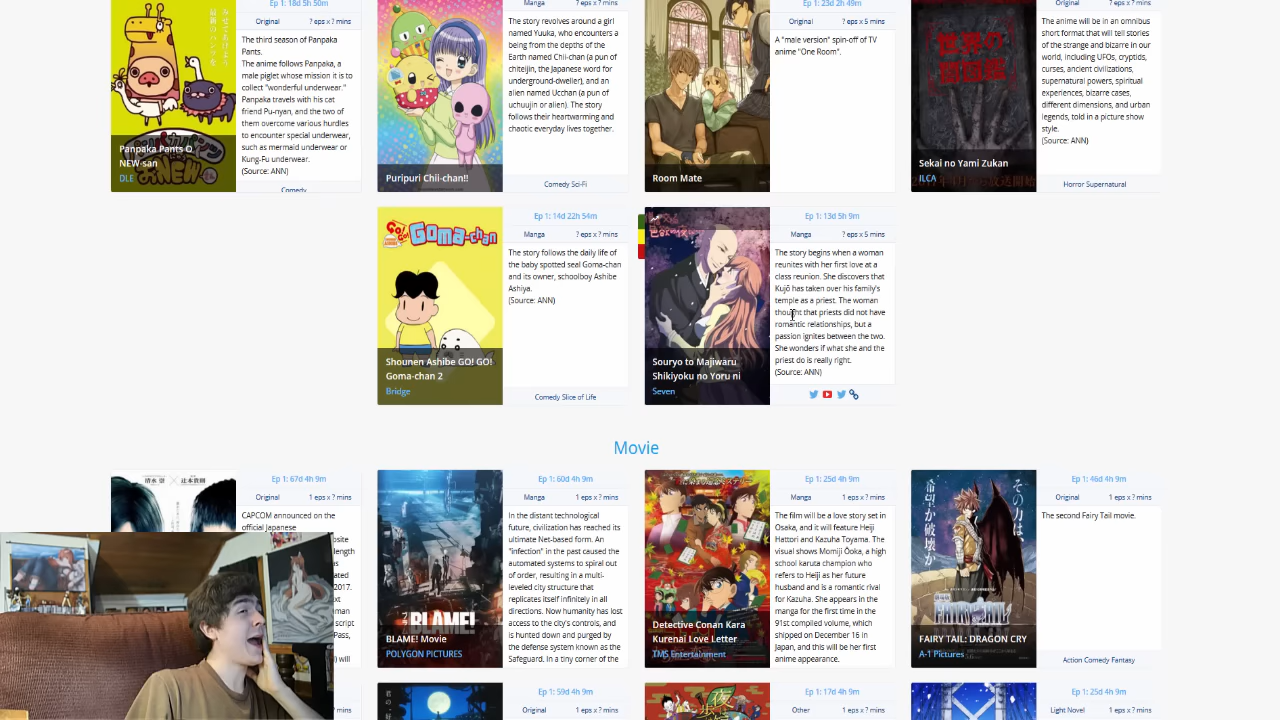 Ep 1: 18d 5h 50m
Original ? eps x ? mins
The third season of Panpaka
Pants.
The anime follows Panpaka, a
male piglet whose mission it is to
collect "wonderful underwear."
Panpaka travels with his cat
friend Pu-nyan, and the two of
them overcome various hurdles
to encounter special underwear,
such as mermaid underwear or
Kung-Fu underwear.
(Source: ANN)
Comedy
Panpaka Pants O
NEW-san
DLE
Manga ? eps x ? mins
The story revolves around a girl
named Yuuka, who encounters a
being from the depths of the
Earth named Chii-chan (a pun of
chiteijin, the Japanese word for
underground-dweller), and an
alien named Ucchan (a pun of
uchuujin or alien). The story
follows their heartwarming and
chaotic everyday lives together.
Comedy Sci-Fi
Puripuri Chii-chan!!
Ep 1: 23d 2h 49m
Original ? eps x 5 mins
A "male version" spin-off of TV
anime "One Room".
Room Mate
Original ? eps x ? mins
The anime will be in an omnibus
short format that will tell stories
of the strange and bizarre in our
world, including UFOs, cryptids,
curses, ancient civilizations,
supernatural powers, spiritual
experiences, bizarre cases,
different dimensions, and urban
legends, told in a picture show
style.
(Source: ANN)
Horror Supernatural
世界の
闇図鑑
Sekai no Yami Zukan
ILCA
GO!GO!
Goma-chan
Ep 1: 14d 22h 54m
Manga ? eps x ? mins
The story follows the daily life of
the baby spotted seal Goma-chan
and its owner, schoolboy Ashibe
Ashiya.
(Source: ANN)
Comedy Slice of Life
Shounen Ashibe GO! GO!
Goma-chan 2
Bridge
Ep 1: 13d 5h 9m
Manga ? eps x 5 mins
The story begins when a woman
reunites with her first love at a
class reunion. She discovers that
Kujō has taken over his family's
temple as a priest. The woman
thought that priests did not have
romantic relationships, but a
passion ignites between the two.
She wonders if what she and the
priest do is really right.
(Source: ANN)
Souryo to Majiwaru
Shikiyoku no Yoru ni
Seven
Movie
清水 崇 × 辻本貴則
Ep 1: 67d 4h 9m
Original 1 eps x ? mins
CAPCOM announced on the
official Japanese
Ep 1: 60d 4h 9m
Manga 1 eps x ? mins
In the distant technological
future, civilization has reached its
ultimate Net-based form. An
"infection" in the past caused the
automated systems to spiral out
of order, resulting in a multi-
leveled city structure that
replicates itself infinitely in all
directions. Now humanity has lost
access to the city's controls, and
is hunted down and purged by
the defense system known as the
Safeguard. In a tiny corner of the
BLAME!
BLAME! Movie
POLYGON PICTURES
Ep 1: 25d 4h 9m
Manga 1 eps x ? mins
The film will be a love story set in
Osaka, and it will feature Heiji
Hattori and Kazuha Toyama. The
visual shows Momiji Ōoka, a high
school karuta champion who
refers to Heiji as her future
husband and is a romantic rival
for Kazuha. She appears in the
manga for the first time in the
91st compiled volume, which
shipped on December 16 in
Japan, and this will be her first
anime appearance.
Detective Conan Kara
Kurenai Love Letter
TMS Entertainment
その力は、
希望か破壊か
Ep 1: 46d 4h 9m
Original 1 eps x ? mins
The second Fairy Tail movie.
Action Comedy Fantasy
FAIRY TAIL: DRAGON CRY
A-1 Pictures
Ep 1: 59d 4h 9m
Original 1 eps x ? mins
Ep 1: 17d 4h 9m
Other 1 eps x ? mins
Ep 1: 25d 4h 9m
Light Novel 1 eps x ? mins